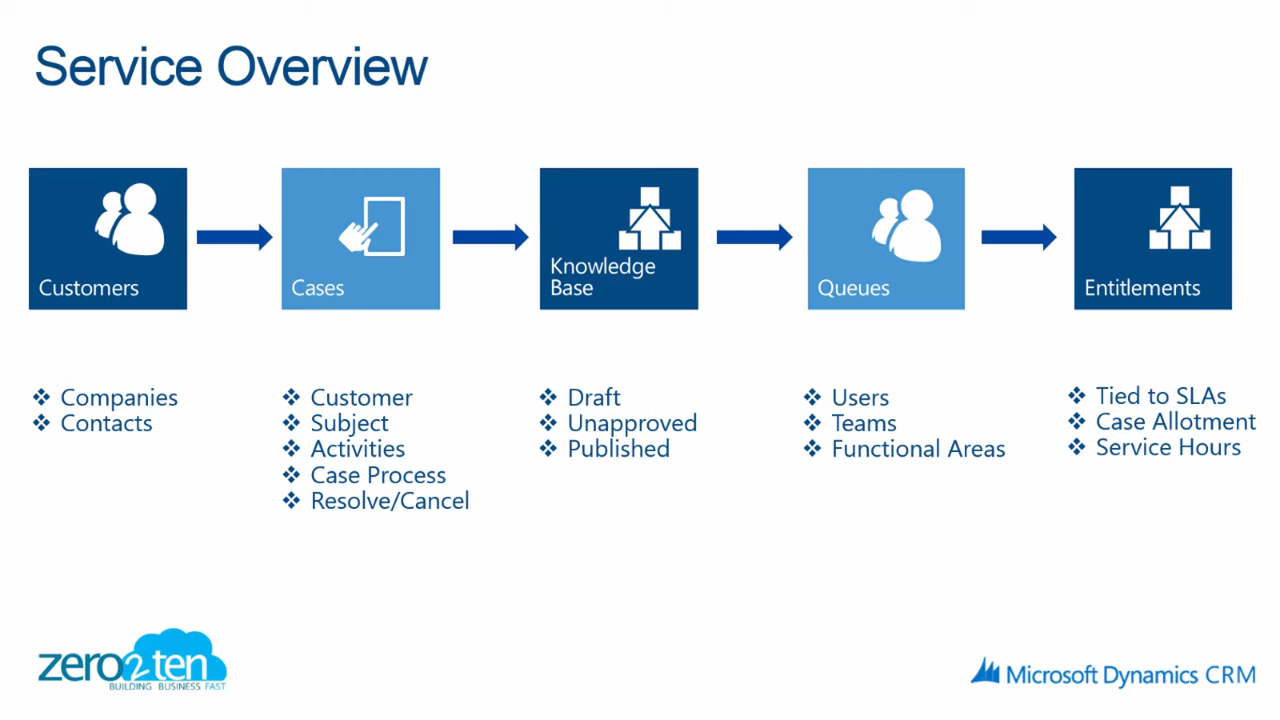 Service Overview
Customers
Cases
Knowledge
Base
Queues
Entitlements
❖ Companies
❖ Contacts
❖ Customer
❖ Subject
❖ Activities
❖ Case Process
❖ Resolve/Cancel
❖ Draft
❖ Unapproved
❖ Published
❖ Users
❖ Teams
❖ Functional Areas
❖ Tied to SLAs
❖ Case Allotment
❖ Service Hours
zero2ten
BUILDING BUSINESS FAST
Microsoft Dynamics CRM